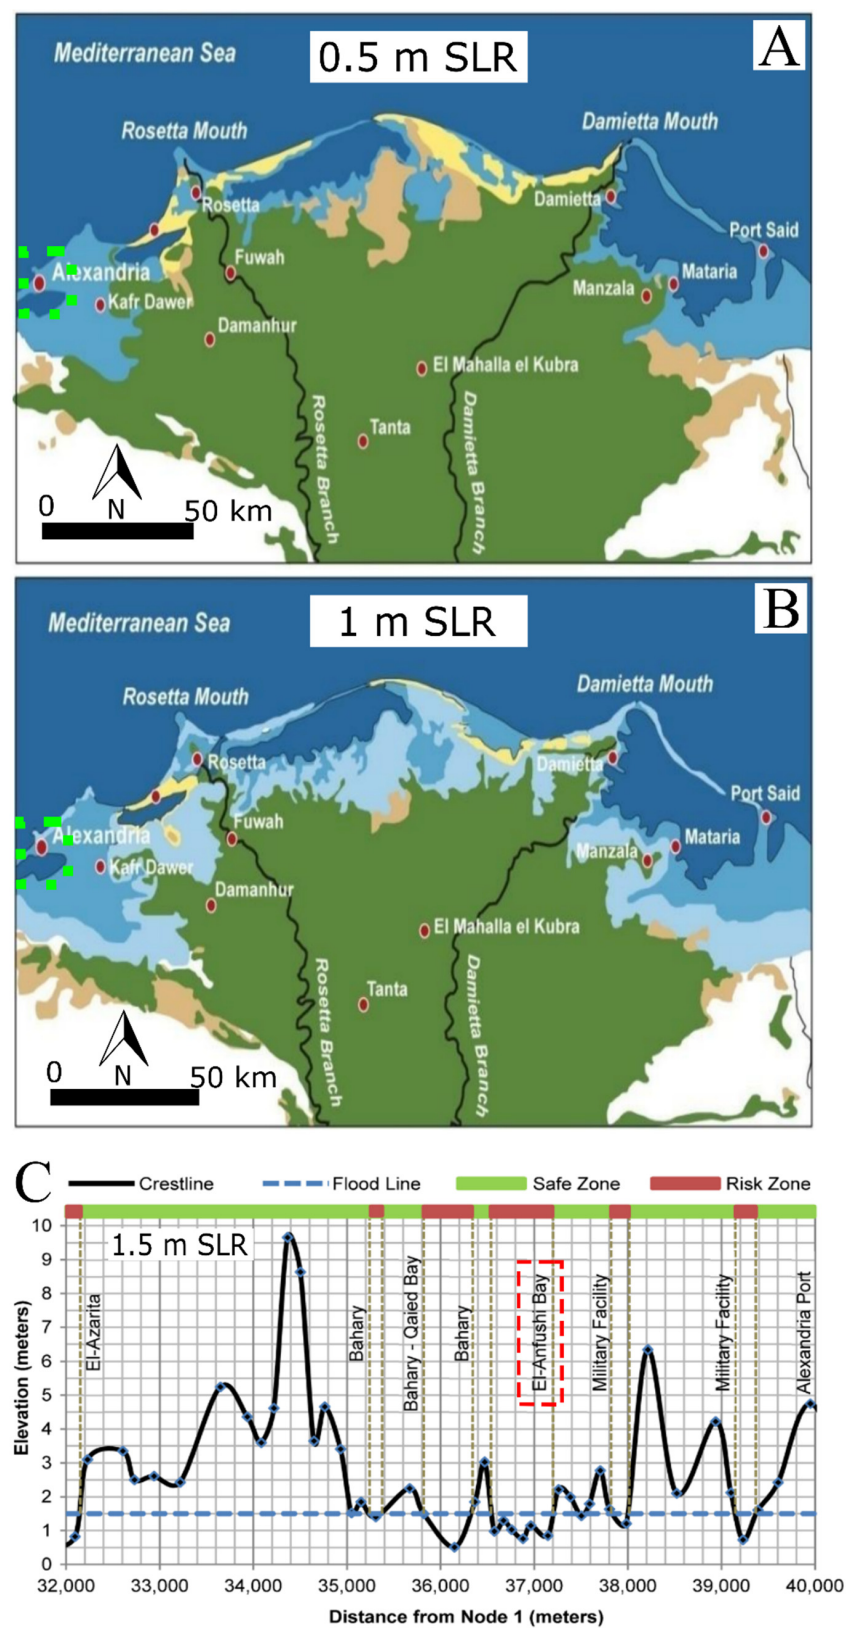 Mediterranean Sea
0.5 m SLR
A
Rosetta Mouth
Damietta Mouth
Rosetta
Damietta
Port Said
Alexandria
Fuwah
Mataria
Kafr Dawer
Manzala
Damanhur
El Mahalla el Kubra
Tanta
Rosetta Branch
Damietta Branch
0 N 50 km
Mediterranean Sea
1 m SLR
B
Rosetta Mouth
Damietta Mouth
Rosetta
Damietta
Port Said
Alexandria
Fuwah
Mataria
Kafr Dawer
Manzala
Damanhur
El Mahalla el Kubra
Tanta
Rosetta Branch
Damietta Branch
0 N 50 km
C
Crestline
Flood Line
Safe Zone
Risk Zone
1.5 m SLR
Elevation (meters)
10
9
8
7
6
5
4
3
2
1
0
El-Azarita
Bahary
Bahary - Qaied Bay
Bahary
El-Anfushi Bay
Military Facility
Military Facility
Alexandria Port
32,000 33,000 34,000 35,000 36,000 37,000 38,000 39,000 40,000
Distance from Node 1 (meters)